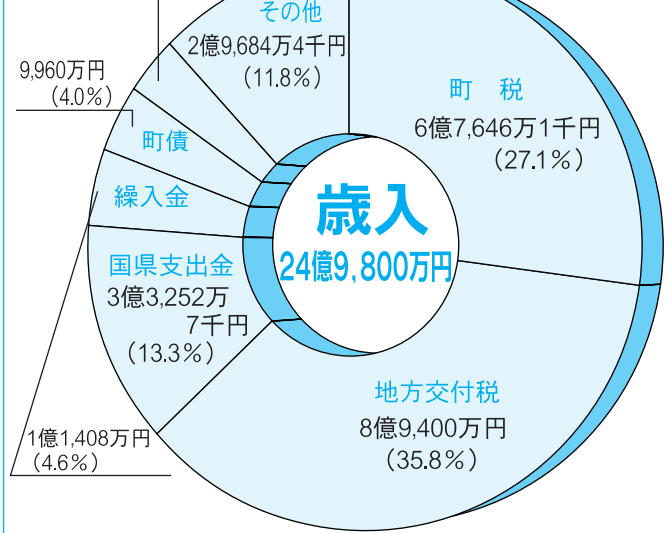 その他
2億9,684万4千円
(11.8%)
9,960万円
(4.0%)
町 税
6億7,646万1千円
(27.1%)
町債
繰入金
歳入
24億9,800万円
国県支出金
3億3,252万
7千円
(13.3%)
地方交付税
8億9,400万円
(35.8%)
1億1,408万円
(4.6%)